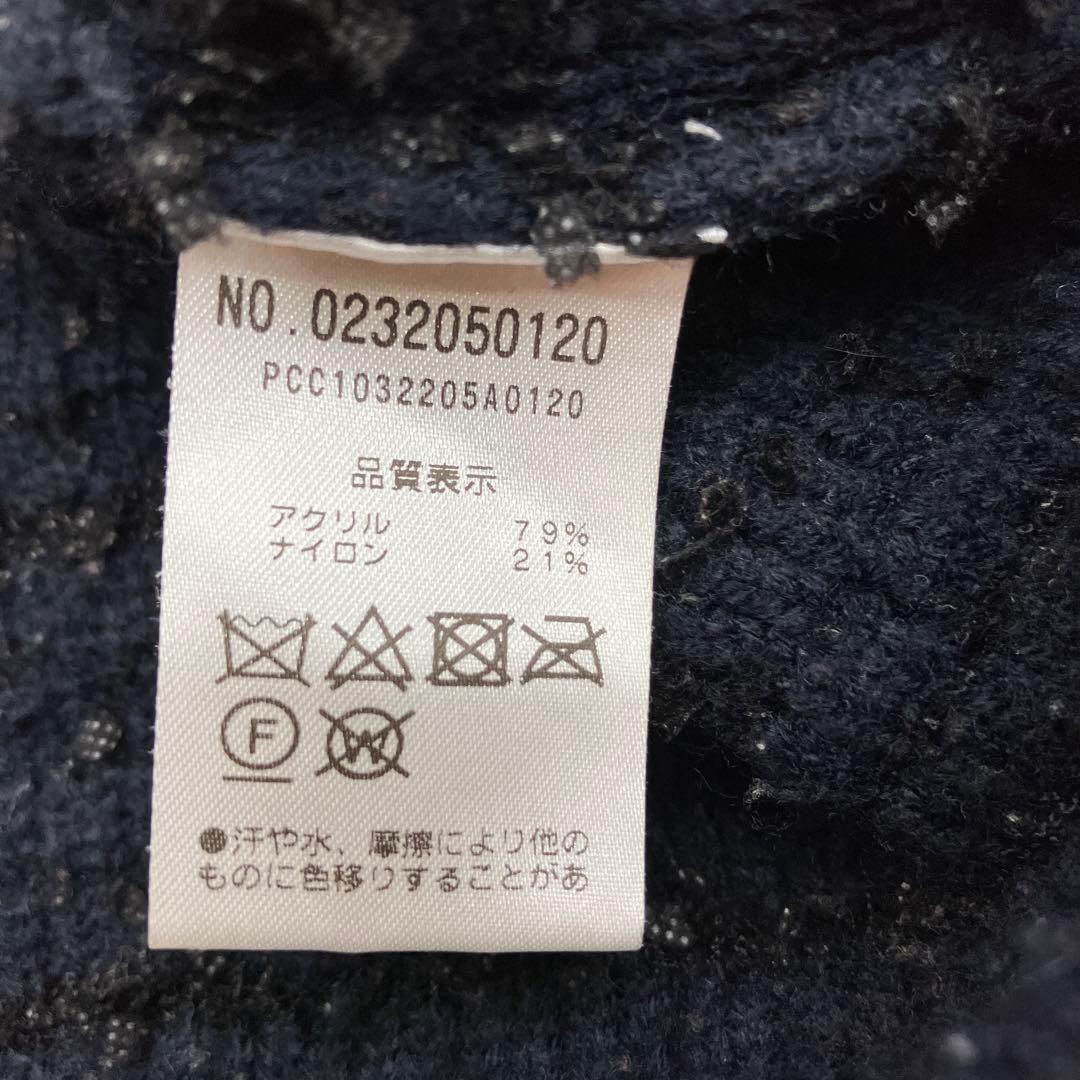 NO.0232050120
PCC1032205A0120
品質表示
アクリル 79%
ナイロン 21%
F W
●汗や水、摩擦により他の
ものに色移りすることがあ